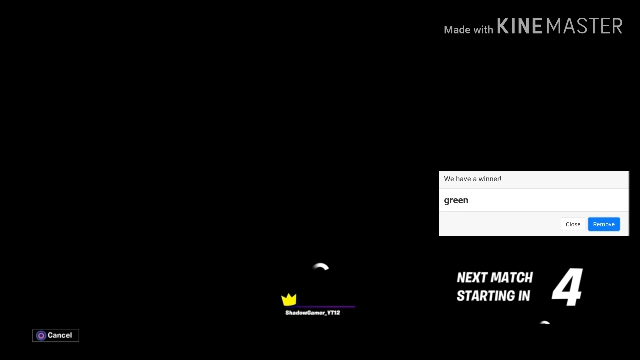 Made with KINEMASTER
We have a winner!
green
Close Remove
NEXT MATCH
STARTING IN 4
ShadowGamer_YT12
Cancel